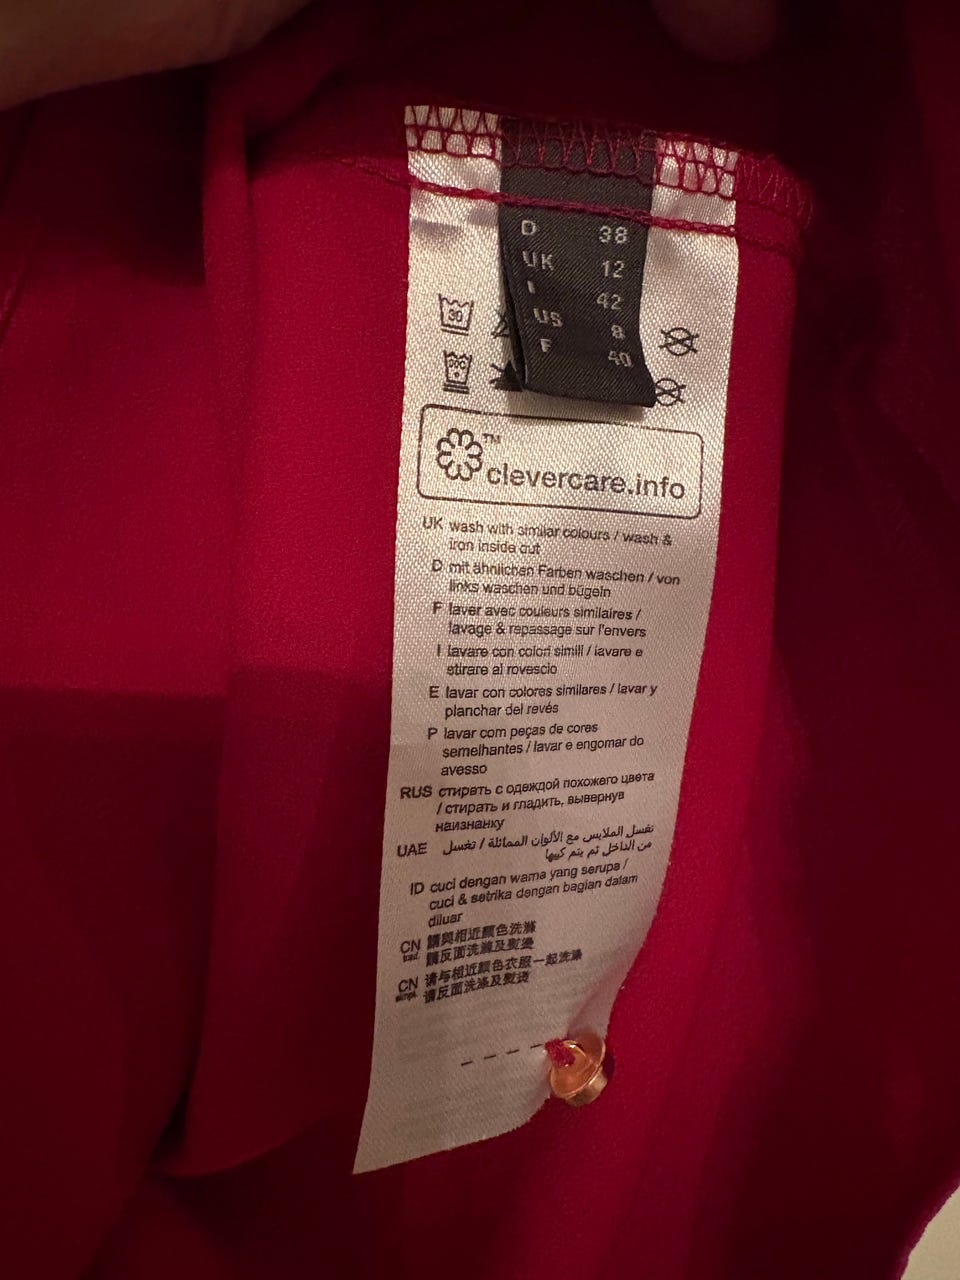 D 38
UK 12
I 42
US 8
F 40
30
clevercare.info™
UK wash with similar colours / wash &
iron inside out
D mit ähnlichen Farben waschen / von
links waschen und bügeln
F laver avec couleurs similaires /
lavage & repassage sur l'envers
I lavare con colori simili / lavare e
stirare al rovescio
E lavar con colores similares / lavar y
planchar del revés
P lavar com peças de cores
semelhantes / lavar e engomar do
avesso
RUS стирать с одеждой похожего цвета
/ стирать и гладить, вывернув
наизнанку
UAE تغسل الملابس مع الألوان المماثلة / تغسل
من الداخل ثم يتم كيها
ID cuci dengan warna yang serupa /
cuci & setrika dengan bagian dalam
diluar
CN 請與相近顏色洗滌
trad. 請反面洗滌及熨燙
CN 请与相近颜色衣服一起洗涤
simpl. 请反面洗涤及熨烫